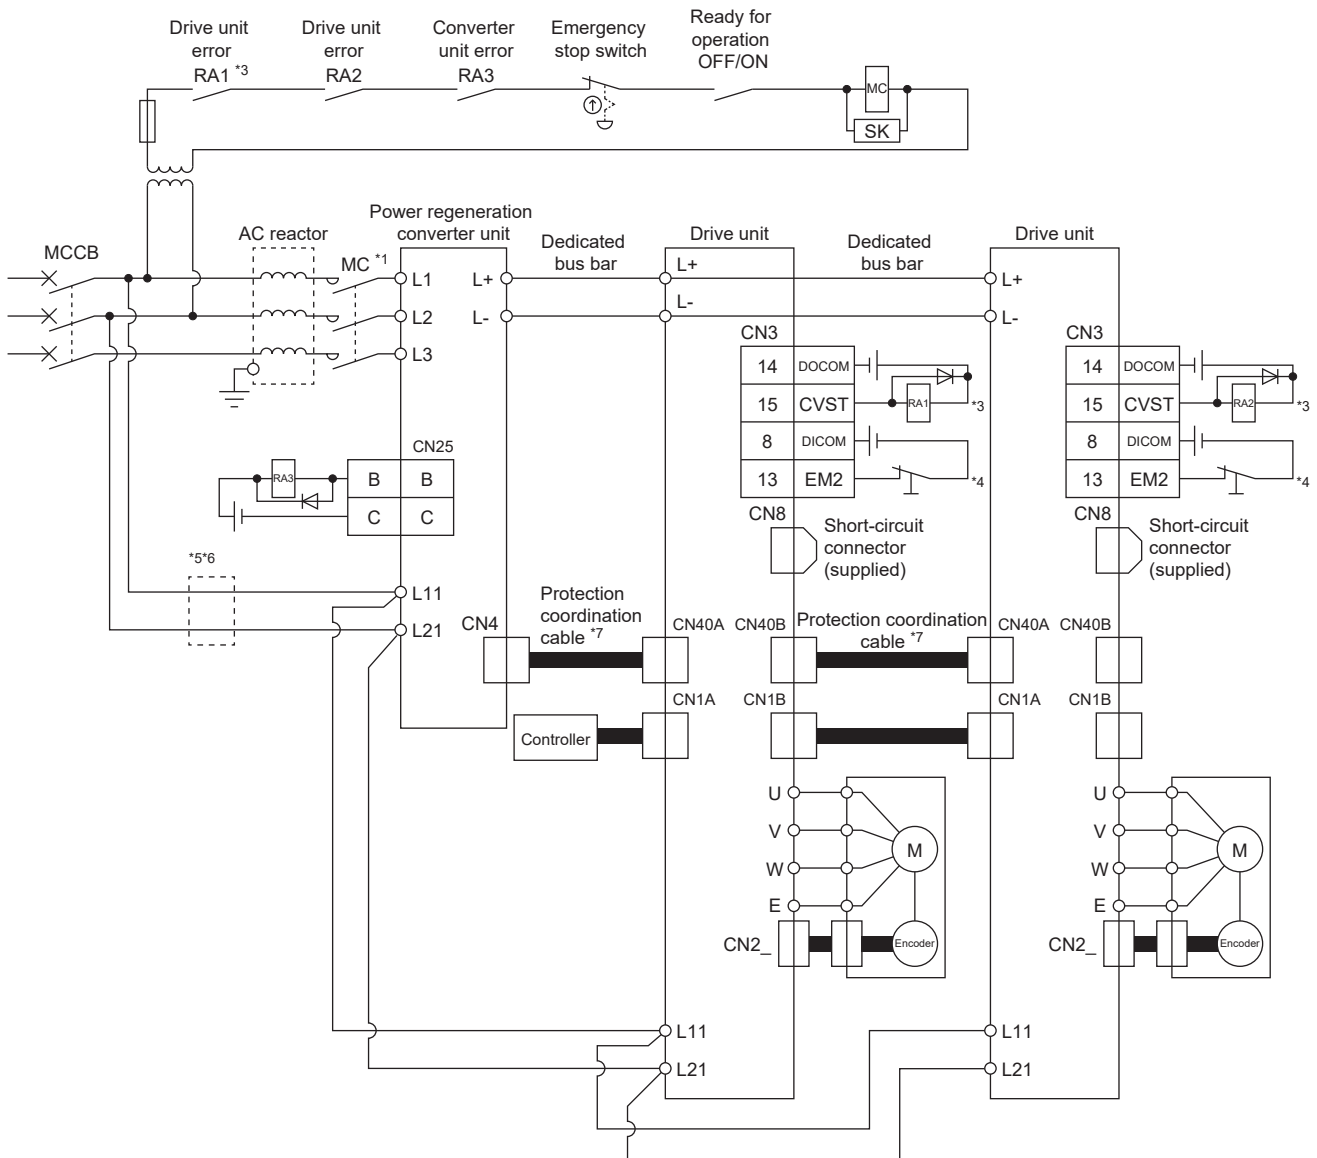 Drive unit
error
RA1 *3
Drive unit
error
RA2
Converter
unit error
RA3
Emergency
stop switch
Ready for
operation
OFF/ON
MC
SK
MCCB
AC reactor
MC *1
Power regeneration
converter unit
Dedicated
bus bar
Drive unit
Dedicated
bus bar
Drive unit
L1
L2
L3
L+
L-
L+
L-
L+
L-
CN3
14 DOCOM
15 CVST
8 DICOM
13 EM2
RA1
*3
*4
CN3
14 DOCOM
15 CVST
8 DICOM
13 EM2
RA2
*3
*4
CN25
B B
C C
RA3
CN8
Short-circuit
connector
(supplied)
CN8
Short-circuit
connector
(supplied)
*5*6
L11
L21
CN4
Protection
coordination
cable *7
CN40A
CN40B
Protection coordination
cable *7
CN40A
CN40B
Controller
CN1A
CN1B
CN1A
CN1B
U
V
W
E
M
CN2_
Encoder
U
V
W
E
M
CN2_
Encoder
L11
L21
L11
L21